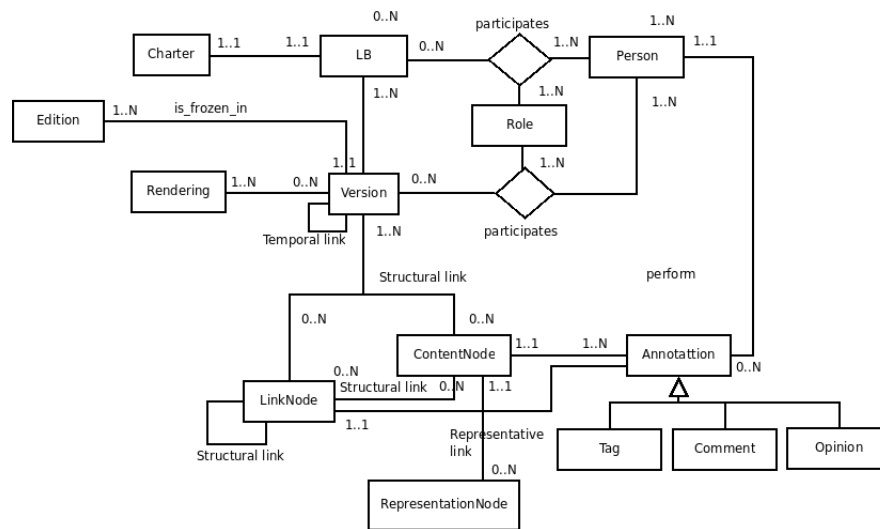 0..N
participates
1..N
Charter
1..1
1..1
LB
0..N
1..N
Person
1..1
1..N
1..N
1..N
Edition
1..N
is_frozen_in
Role
1..1
1..N
Rendering
1..N
0..N
Version
0..N
Temporal link
1..N
participates
Structural link
perform
0..N
0..N
ContentNode
1..1
1..N
Annotattion
0..N
0..N
Structural link
0..N
1..1
LinkNode
1..1
Structural link
Representative
link
Tag
Comment
Opinion
0..N
RepresentationNode